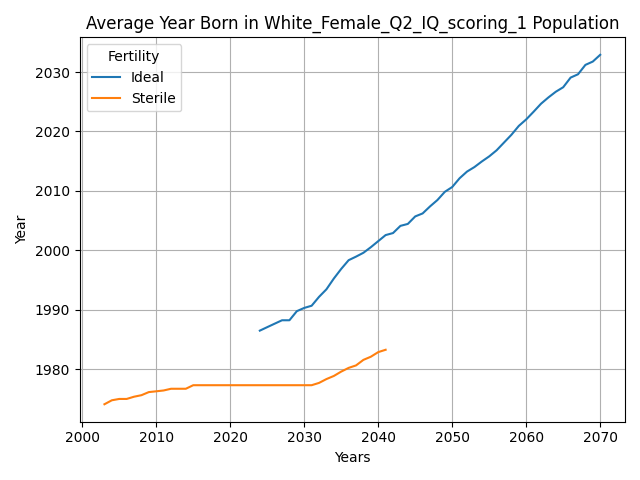 Average Year Born in White_Female_Q2_IQ_scoring_1 Population
Fertility
Ideal
Sterile
2030
2020
2010
2000
1990
1980
Year
2000 2010 2020 2030 2040 2050 2060 2070
Years